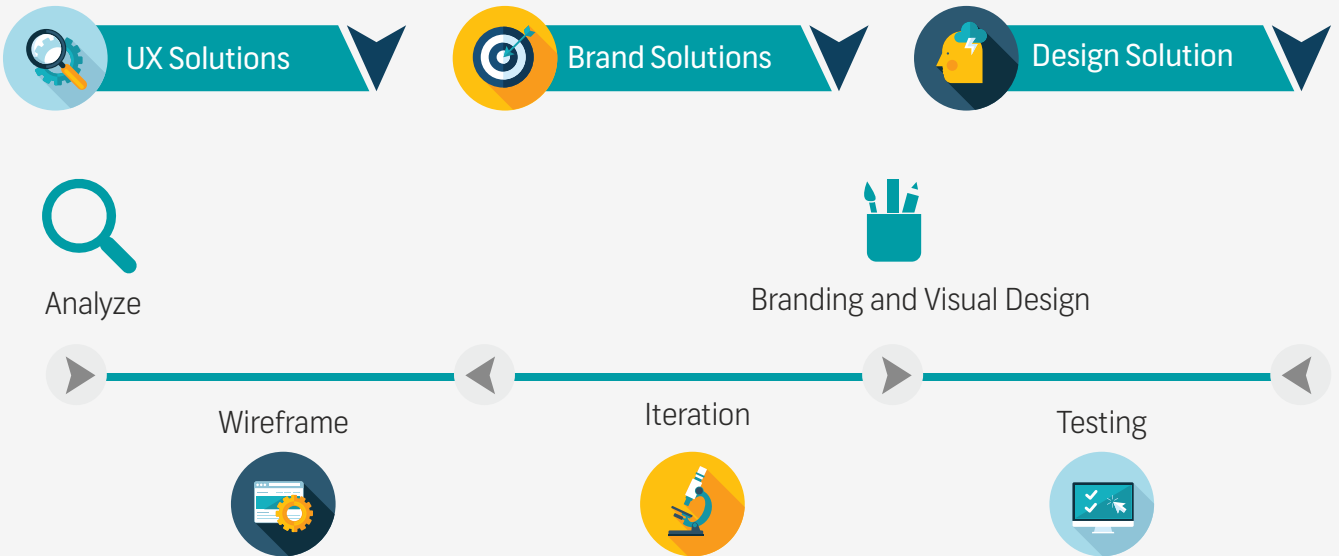 UX Solutions
Brand Solutions
Design Solution
Analyze
Branding and Visual Design
Wireframe
Iteration
Testing